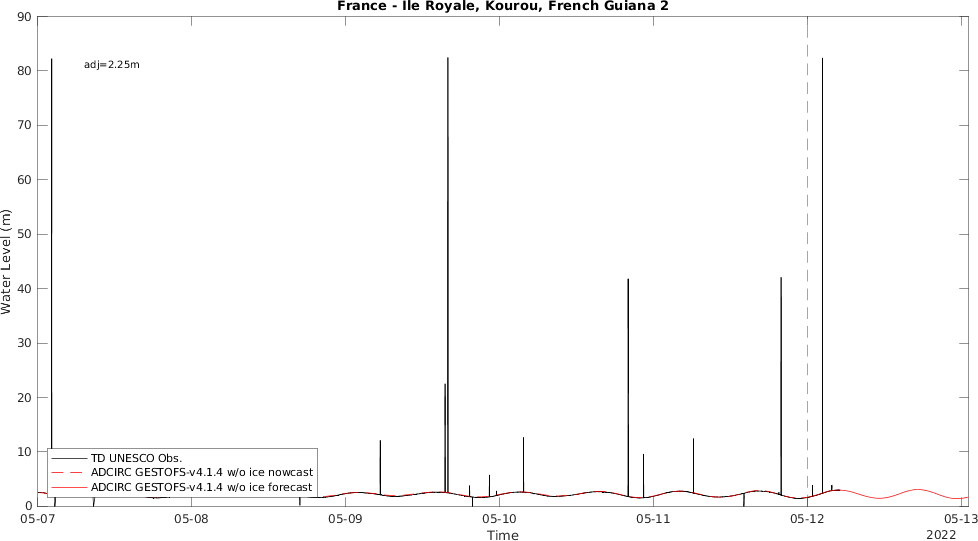 France - Ile Royale, Kourou, French Guiana 2
adj=2.25m
Water Level (m)
90
80
70
60
50
40
30
20
10
0
TD UNESCO Obs.
ADCIRC GESTOFS-v4.1.4 w/o ice nowcast
ADCIRC GESTOFS-v4.1.4 w/o ice forecast
05-07 05-08 05-09 05-10 05-11 05-12 05-13
Time
2022